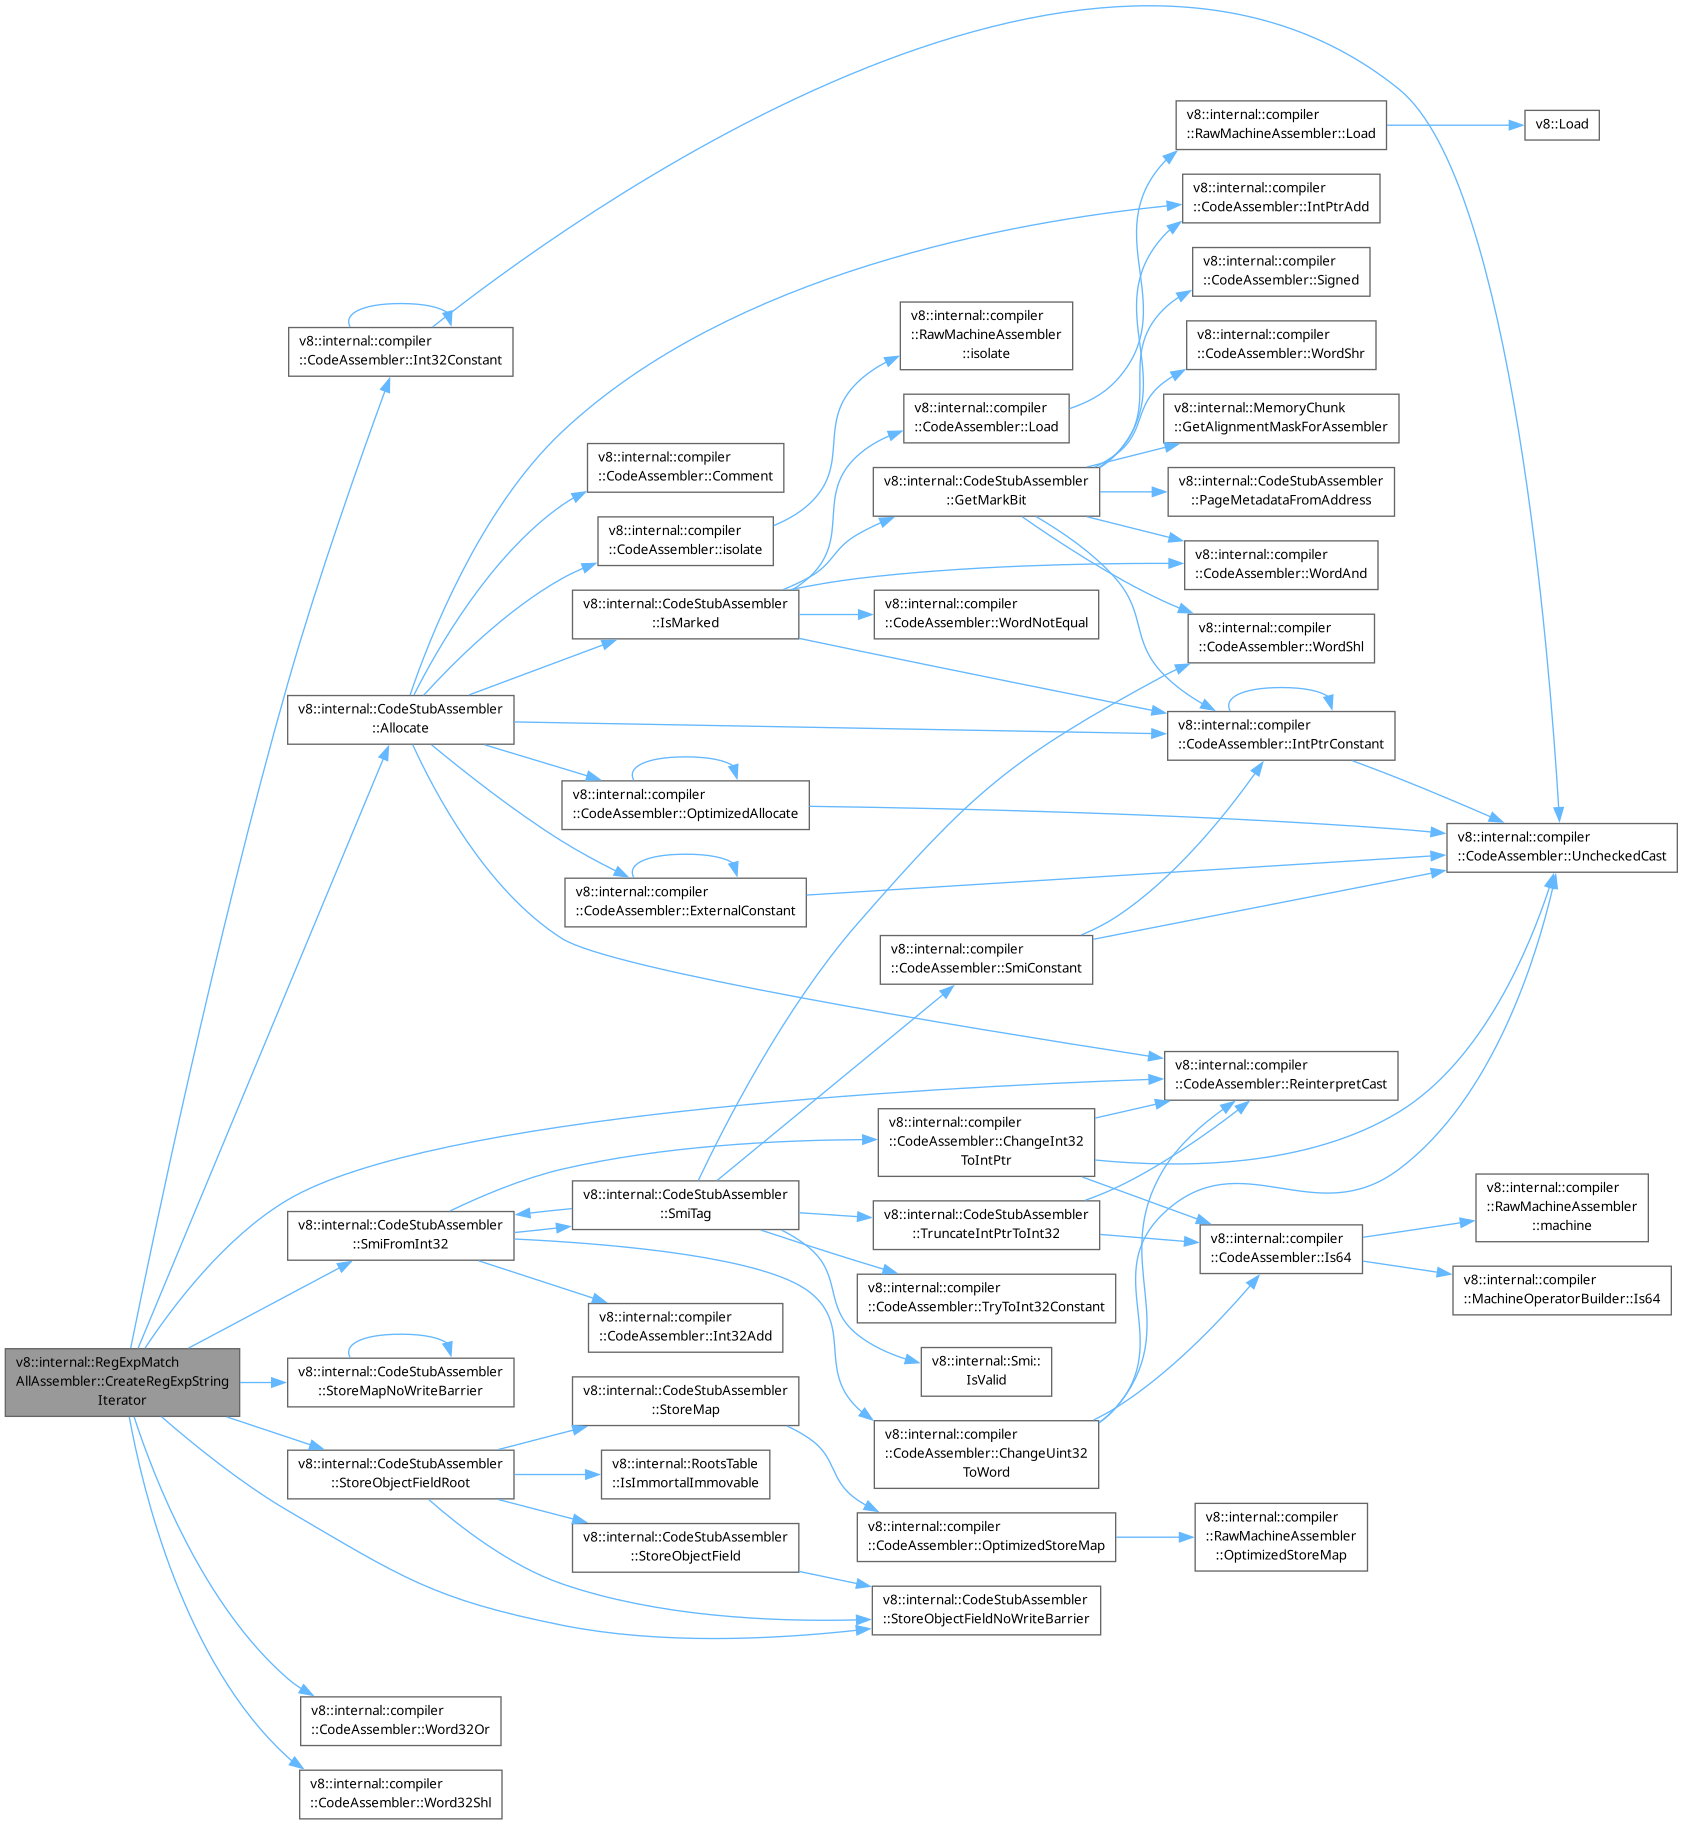 v8::internal::RegExpMatch
AllAssembler::CreateRegExpString
Iterator
v8::internal::compiler
::CodeAssembler::Int32Constant
v8::internal::CodeStubAssembler
::Allocate
v8::internal::CodeStubAssembler
::SmiFromInt32
v8::internal::CodeStubAssembler
::StoreMapNoWriteBarrier
v8::internal::CodeStubAssembler
::StoreObjectFieldRoot
v8::internal::compiler
::CodeAssembler::Word32Or
v8::internal::compiler
::CodeAssembler::Word32Shl
v8::internal::compiler
::CodeAssembler::Comment
v8::internal::compiler
::CodeAssembler::isolate
v8::internal::CodeStubAssembler
::IsMarked
v8::internal::compiler
::CodeAssembler::OptimizedAllocate
v8::internal::compiler
::CodeAssembler::ExternalConstant
v8::internal::CodeStubAssembler
::SmiTag
v8::internal::compiler
::CodeAssembler::Int32Add
v8::internal::CodeStubAssembler
::StoreMap
v8::internal::RootsTable
::IsImmortalImmovable
v8::internal::CodeStubAssembler
::StoreObjectField
v8::internal::compiler
::RawMachineAssembler
::isolate
v8::internal::compiler
::CodeAssembler::Load
v8::internal::CodeStubAssembler
::GetMarkBit
v8::internal::compiler
::CodeAssembler::WordNotEqual
v8::internal::compiler
::CodeAssembler::SmiConstant
v8::internal::compiler
::CodeAssembler::ChangeInt32
ToIntPtr
v8::internal::CodeStubAssembler
::TruncateIntPtrToInt32
v8::internal::compiler
::CodeAssembler::TryToInt32Constant
v8::internal::Smi::
IsValid
v8::internal::compiler
::CodeAssembler::ChangeUint32
ToWord
v8::internal::compiler
::CodeAssembler::OptimizedStoreMap
v8::internal::CodeStubAssembler
::StoreObjectFieldNoWriteBarrier
v8::internal::compiler
::RawMachineAssembler::Load
v8::internal::compiler
::CodeAssembler::IntPtrAdd
v8::internal::compiler
::CodeAssembler::Signed
v8::internal::compiler
::CodeAssembler::WordShr
v8::internal::MemoryChunk
::GetAlignmentMaskForAssembler
v8::internal::CodeStubAssembler
::PageMetadataFromAddress
v8::internal::compiler
::CodeAssembler::WordAnd
v8::internal::compiler
::CodeAssembler::WordShl
v8::internal::compiler
::CodeAssembler::IntPtrConstant
v8::internal::compiler
::CodeAssembler::ReinterpretCast
v8::internal::compiler
::CodeAssembler::Is64
v8::internal::compiler
::RawMachineAssembler
::OptimizedStoreMap
v8::Load
v8::internal::compiler
::CodeAssembler::UncheckedCast
v8::internal::compiler
::RawMachineAssembler
::machine
v8::internal::compiler
::MachineOperatorBuilder::Is64